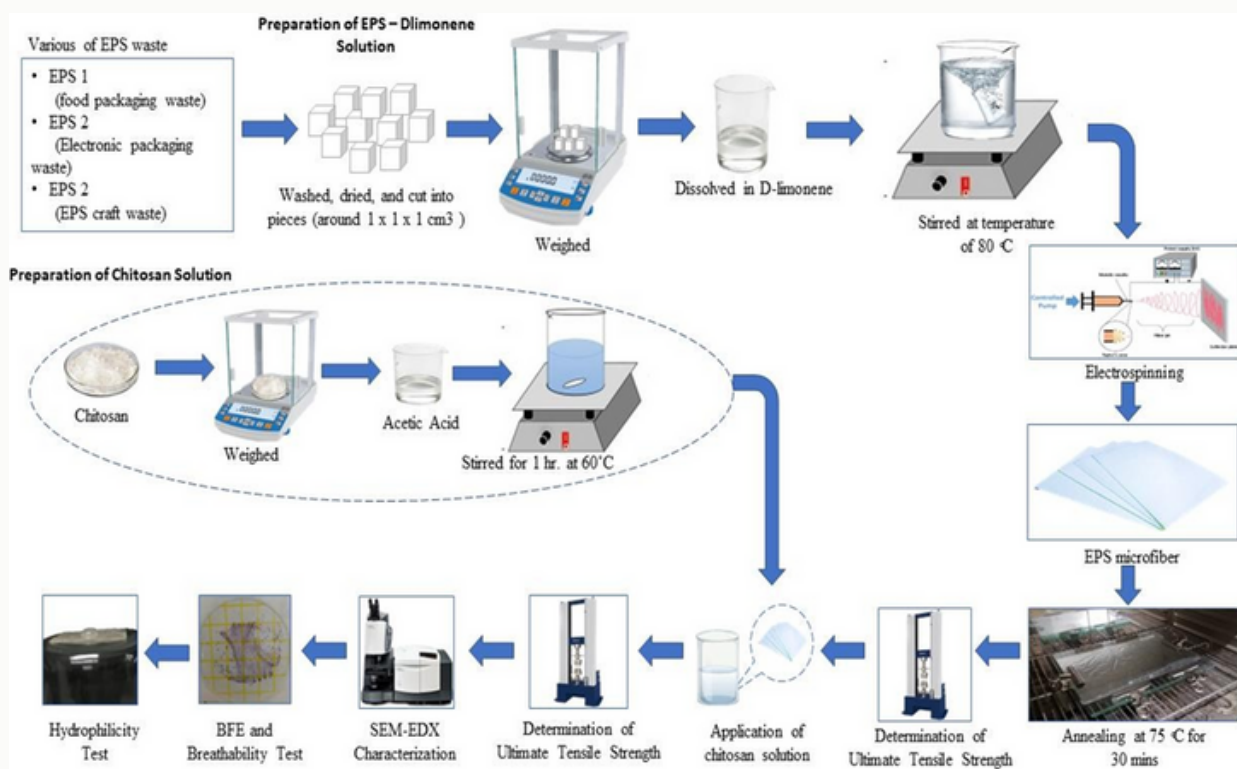 Preparation of EPS – Dlimonene
Solution
Various of EPS waste
• EPS 1
(food packaging waste)
• EPS 2
(Electronic packaging
waste)
• EPS 2
(EPS craft waste)
Washed, dried, and cut into
pieces (around 1 x 1 x 1 cm3 )
Weighed
Dissolved in D-limonene
Stirred at temperature
of 80 °C
Preparation of Chitosan Solution
Chitosan
Weighed
Acetic Acid
Stirred for 1 hr. at 60°C
Controlled
Pump
Electrospinning
EPS microfiber
Annealing at 75 °C for
30 mins
Determination of
Ultimate Tensile Strength
Application of
chitosan solution
Determination of
Ultimate Tensile Strength
SEM-EDX
Characterization
BFE and
Breathability Test
Hydrophilicity
Test